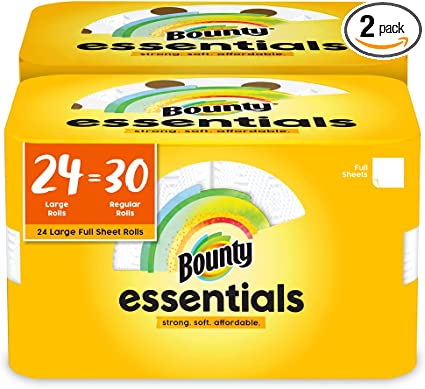 2 pack
Bounty
essentials
strong. soft. affordable.
24 = 30
Large Rolls Regular Rolls
24 Large Full Sheet Rolls
Full Sheets
Bounty
essentials
strong. soft. affordable.